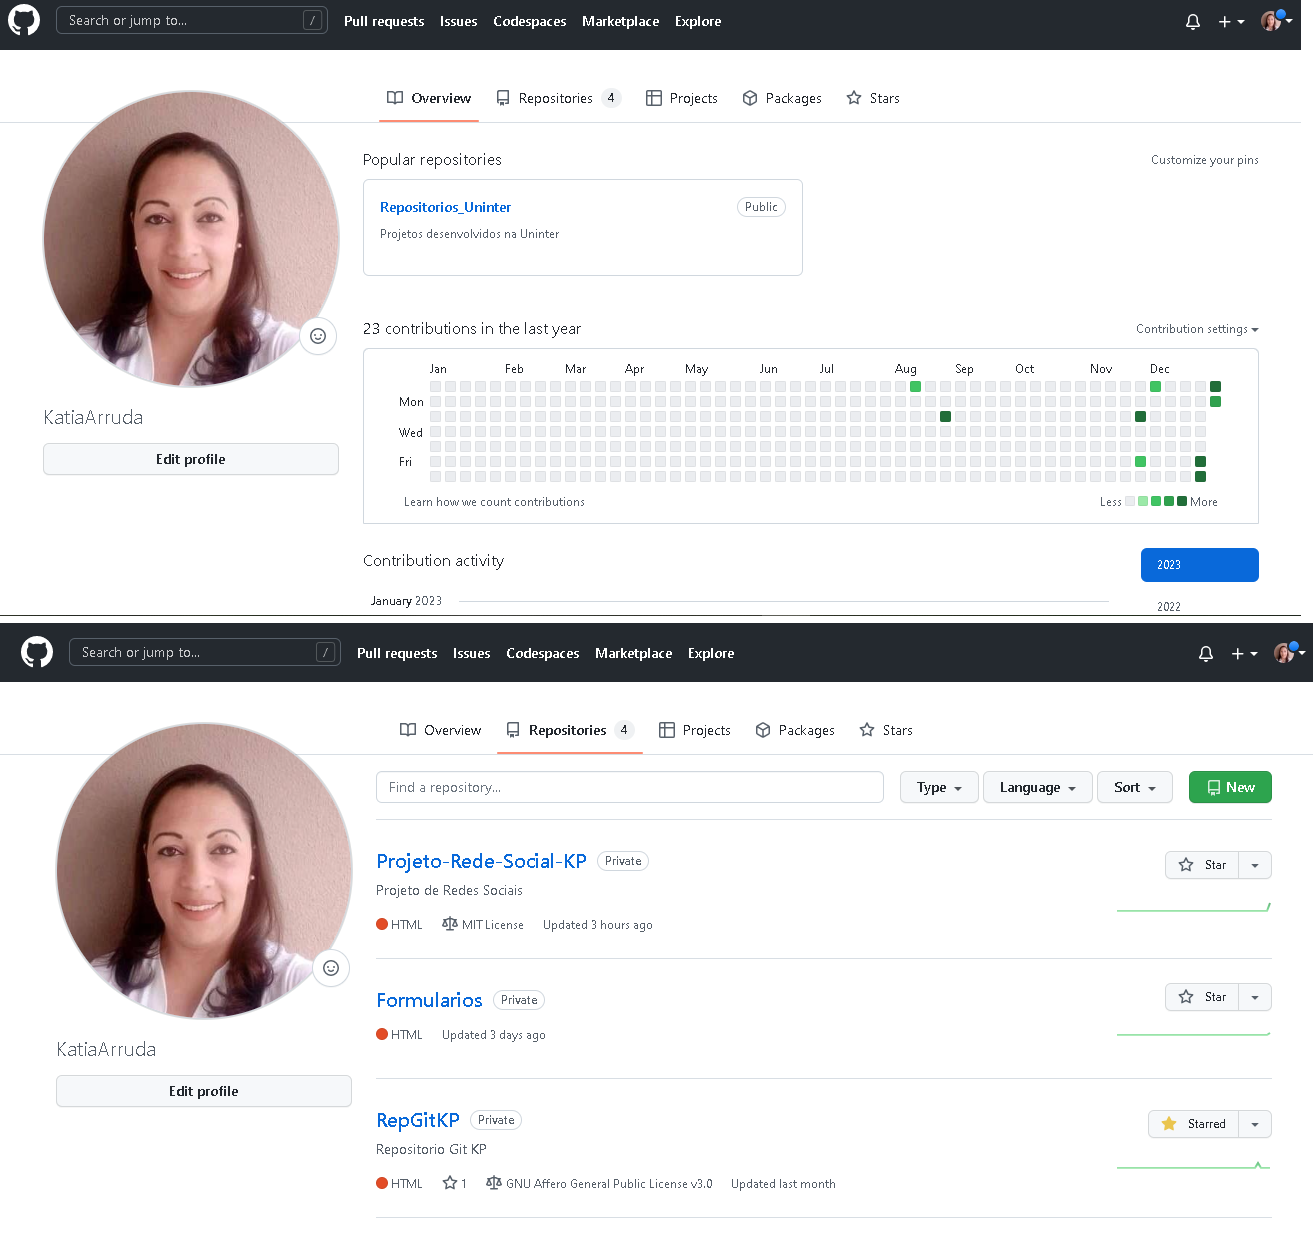 Search or jump to... / Pull requests Issues Codespaces Marketplace Explore
Overview Repositories 4 Projects Packages Stars
Popular repositories Customize your pins
Repositorios_Uninter Public
Projetos desenvolvidos na Uninter
23 contributions in the last year Contribution settings
Jan Feb Mar Apr May Jun Jul Aug Sep Oct Nov Dec
Mon
Wed
Fri
Learn how we count contributions Less More
KatiaArruda
Edit profile
Contribution activity 2023
January 2023 2022
Search or jump to... / Pull requests Issues Codespaces Marketplace Explore
Overview Repositories 4 Projects Packages Stars
Find a repository... Type Language Sort New
Projeto-Rede-Social-KP Private Star
Projeto de Redes Sociais
HTML MIT License Updated 3 hours ago
Formularios Private Star
HTML Updated 3 days ago
KatiaArruda
Edit profile
RepGitKP Private Starred
Repositorio Git KP
HTML 1 GNU Affero General Public License v3.0 Updated last month